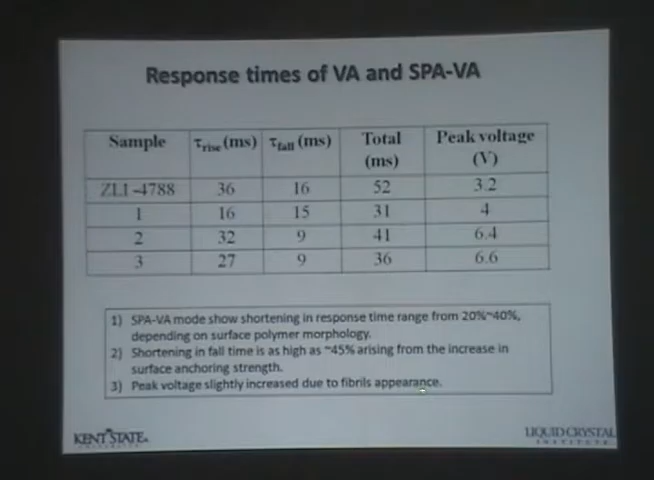 Response times of VA and SPA-VA
Sample τrise (ms) τfall (ms) Total (ms) Peak voltage (V)
ZLI-4788 36 16 52 3.2
1 16 15 31 4
2 32 9 41 6.4
3 27 9 36 6.6
1) SPA-VA mode show shortening in response time range from 20%~40%,
depending on surface polymer morphology.
2) Shortening in fall time is as high as ~45% arising from the increase in
surface anchoring strength.
3) Peak voltage slightly increased due to fibrils appearance.
KENT STATE
LIQUID CRYSTAL
INSTITUTE